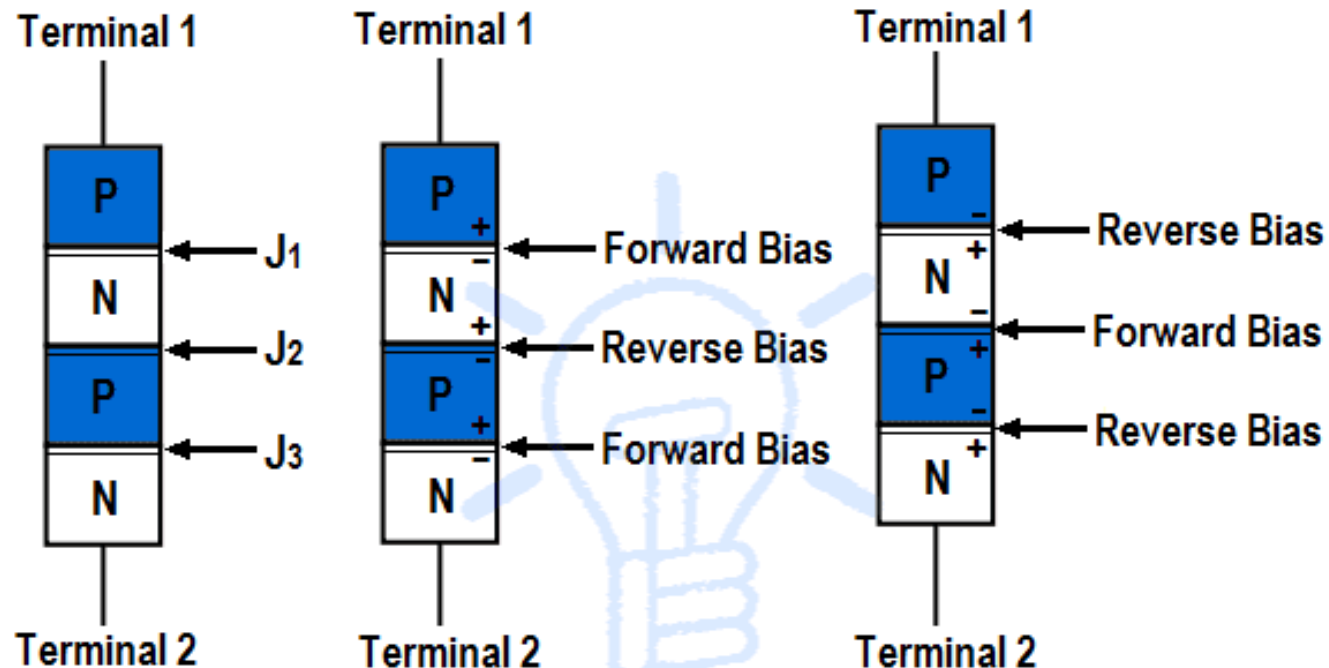 Terminal 1
P
J1
N
J2
P
J3
N
Terminal 2
Terminal 1
P
+
Forward Bias
-
N
+
Reverse Bias
-
P
+
Forward Bias
-
N
Terminal 2
Terminal 1
P
-
Reverse Bias
+
N
-
Forward Bias
+
P
-
Reverse Bias
+
N
Terminal 2